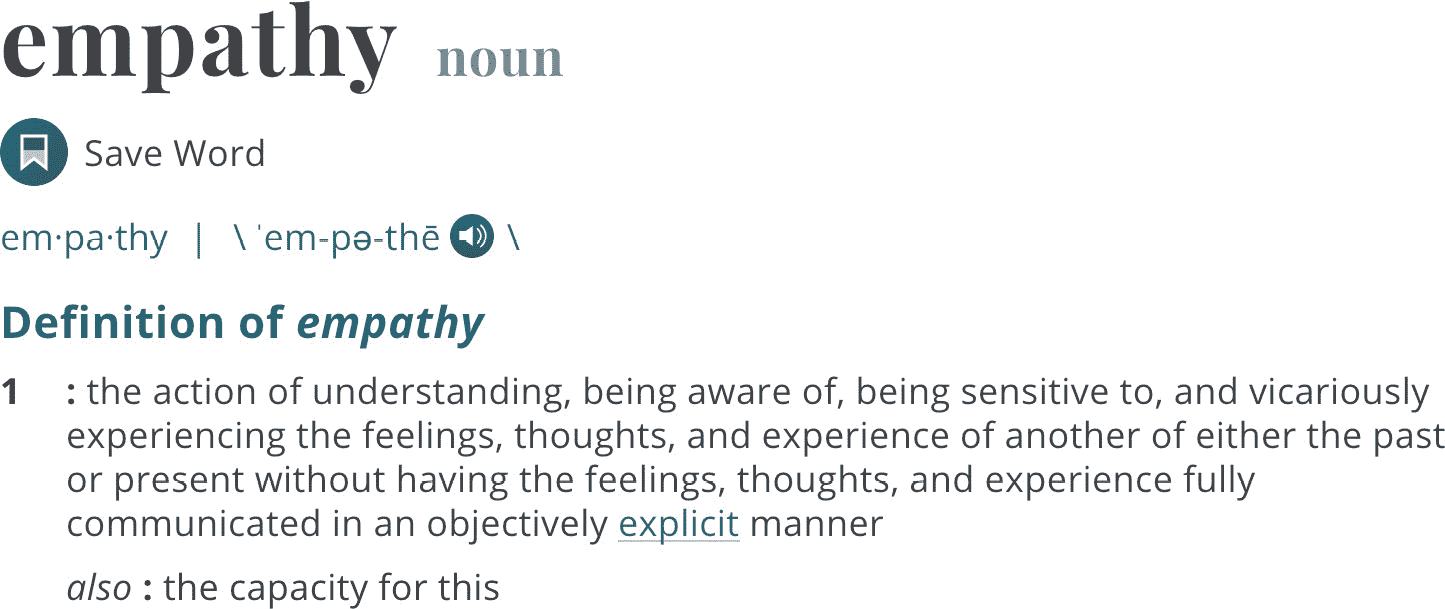 empathy noun
Save Word
em·pa·thy | \ ˈem-pə-thē \
Definition of empathy
1 : the action of understanding, being aware of, being sensitive to, and vicariously
experiencing the feelings, thoughts, and experience of another of either the past
or present without having the feelings, thoughts, and experience fully
communicated in an objectively explicit manner
also : the capacity for this